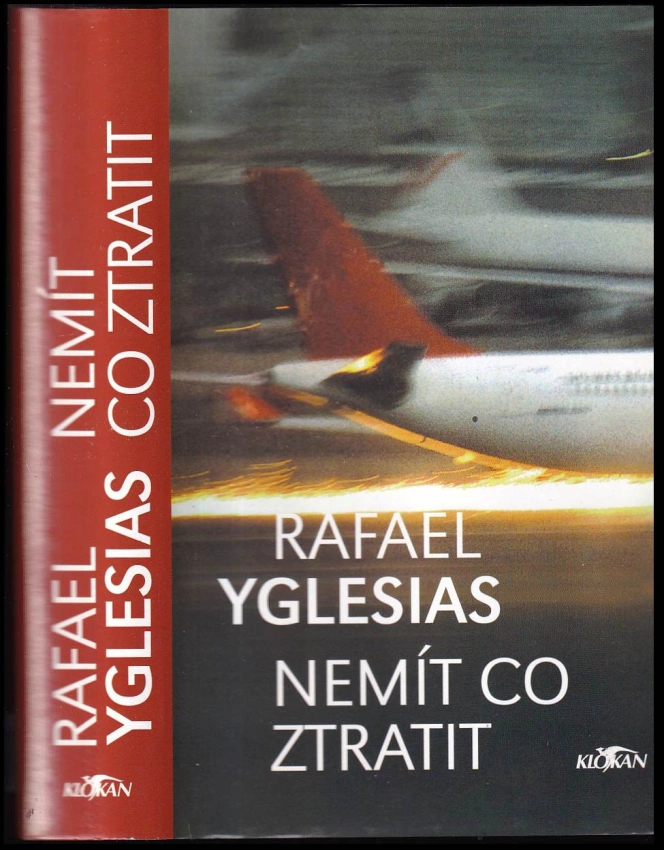 RAFAEL NEMÍT
YGLESIAS CO ZTRATIT
KLOKAN
RAFAEL
YGLESIAS
NEMÍT CO
ZTRATIT
KLOKAN